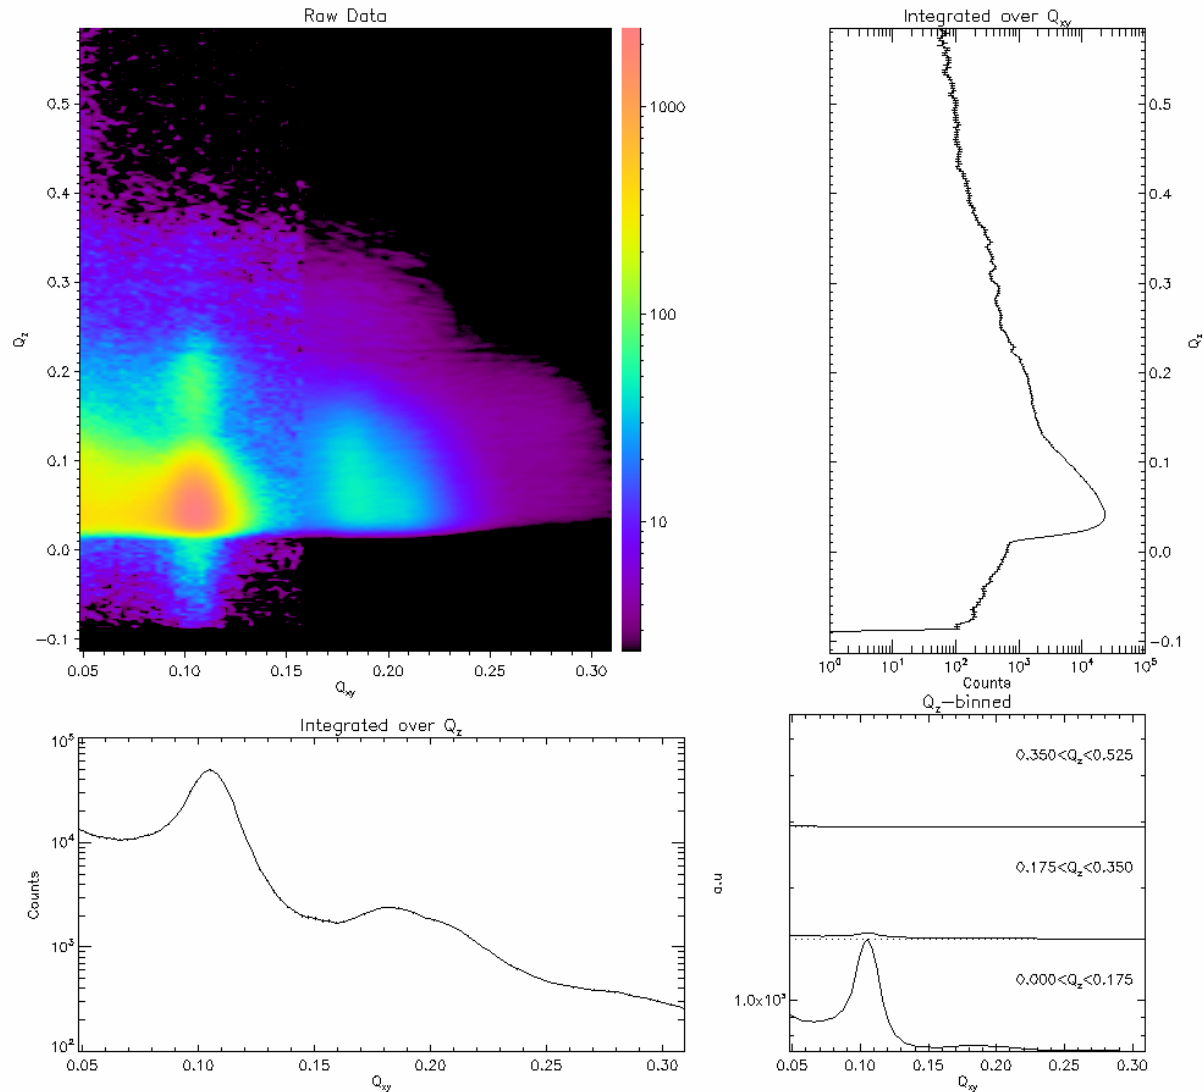 Raw Data
Q_z
0.5
0.4
0.3
0.2
0.1
0.0
-0.1
0.05 0.10 0.15 0.20 0.25 0.30
Q_xy
1000
100
10
Integrated over Q_xy
10^0 10^1 10^2 10^3 10^4 10^5
Counts
0.5
0.4
0.3
0.2
0.1
0.0
-0.1
Q_z
Integrated over Q_z
Counts
10^5
10^4
10^3
10^2
0.05 0.10 0.15 0.20 0.25 0.30
Q_xy
Q_z-binned
0.350<Q_z<0.525
0.175<Q_z<0.350
0.000<Q_z<0.175
a.u
1.0×10^3
0.05 0.10 0.15 0.20 0.25 0.30
Q_xy